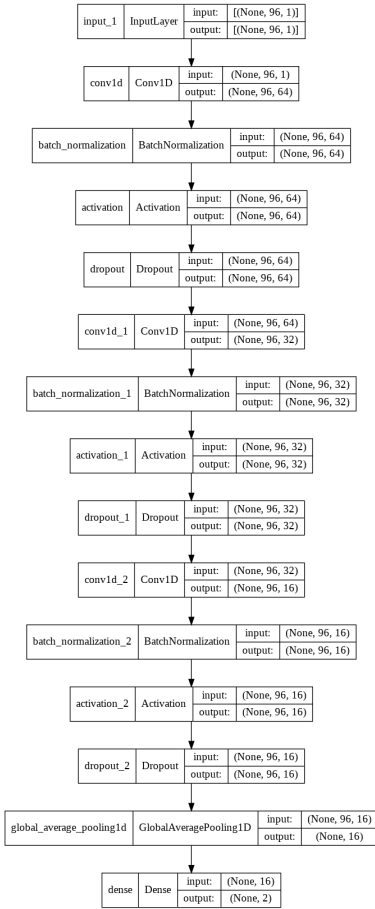 input_1 InputLayer input: [(None, 96, 1)]
output: [(None, 96, 1)]
conv1d Conv1D input: (None, 96, 1)
output: (None, 96, 64)
batch_normalization BatchNormalization input: (None, 96, 64)
output: (None, 96, 64)
activation Activation input: (None, 96, 64)
output: (None, 96, 64)
dropout Dropout input: (None, 96, 64)
output: (None, 96, 64)
conv1d_1 Conv1D input: (None, 96, 64)
output: (None, 96, 32)
batch_normalization_1 BatchNormalization input: (None, 96, 32)
output: (None, 96, 32)
activation_1 Activation input: (None, 96, 32)
output: (None, 96, 32)
dropout_1 Dropout input: (None, 96, 32)
output: (None, 96, 32)
conv1d_2 Conv1D input: (None, 96, 32)
output: (None, 96, 16)
batch_normalization_2 BatchNormalization input: (None, 96, 16)
output: (None, 96, 16)
activation_2 Activation input: (None, 96, 16)
output: (None, 96, 16)
dropout_2 Dropout input: (None, 96, 16)
output: (None, 96, 16)
global_average_pooling1d GlobalAveragePooling1D input: (None, 96, 16)
output: (None, 16)
dense Dense input: (None, 16)
output: (None, 2)